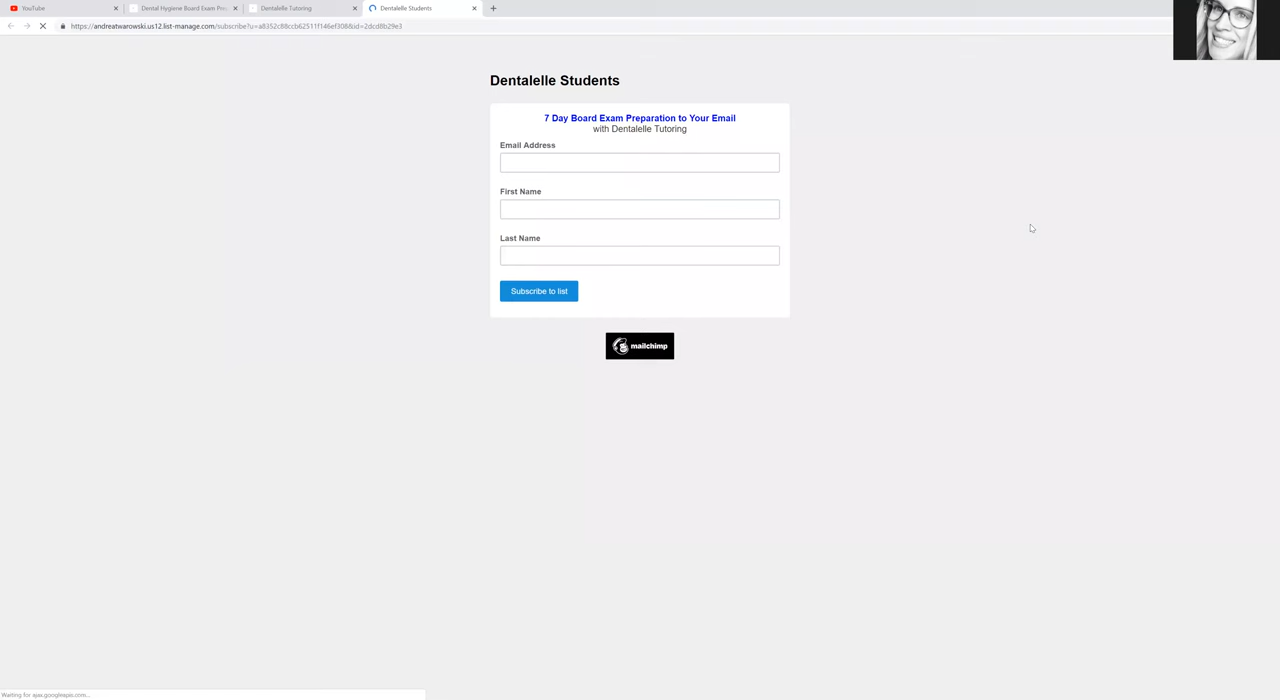 YouTube
Dental Hygiene Board Exam Pre
Dentalelle Tutoring
Dentalelle Students
https://andreatwarowski.us12.list-manage.com/subscribe?u=a8352c88ccb62511f146ef308&id=2dcd8b29e3
Dentalelle Students
7 Day Board Exam Preparation to Your Email
with Dentalelle Tutoring
Email Address
First Name
Last Name
Subscribe to list
mailchimp
Waiting for ajax.googleapis.com...